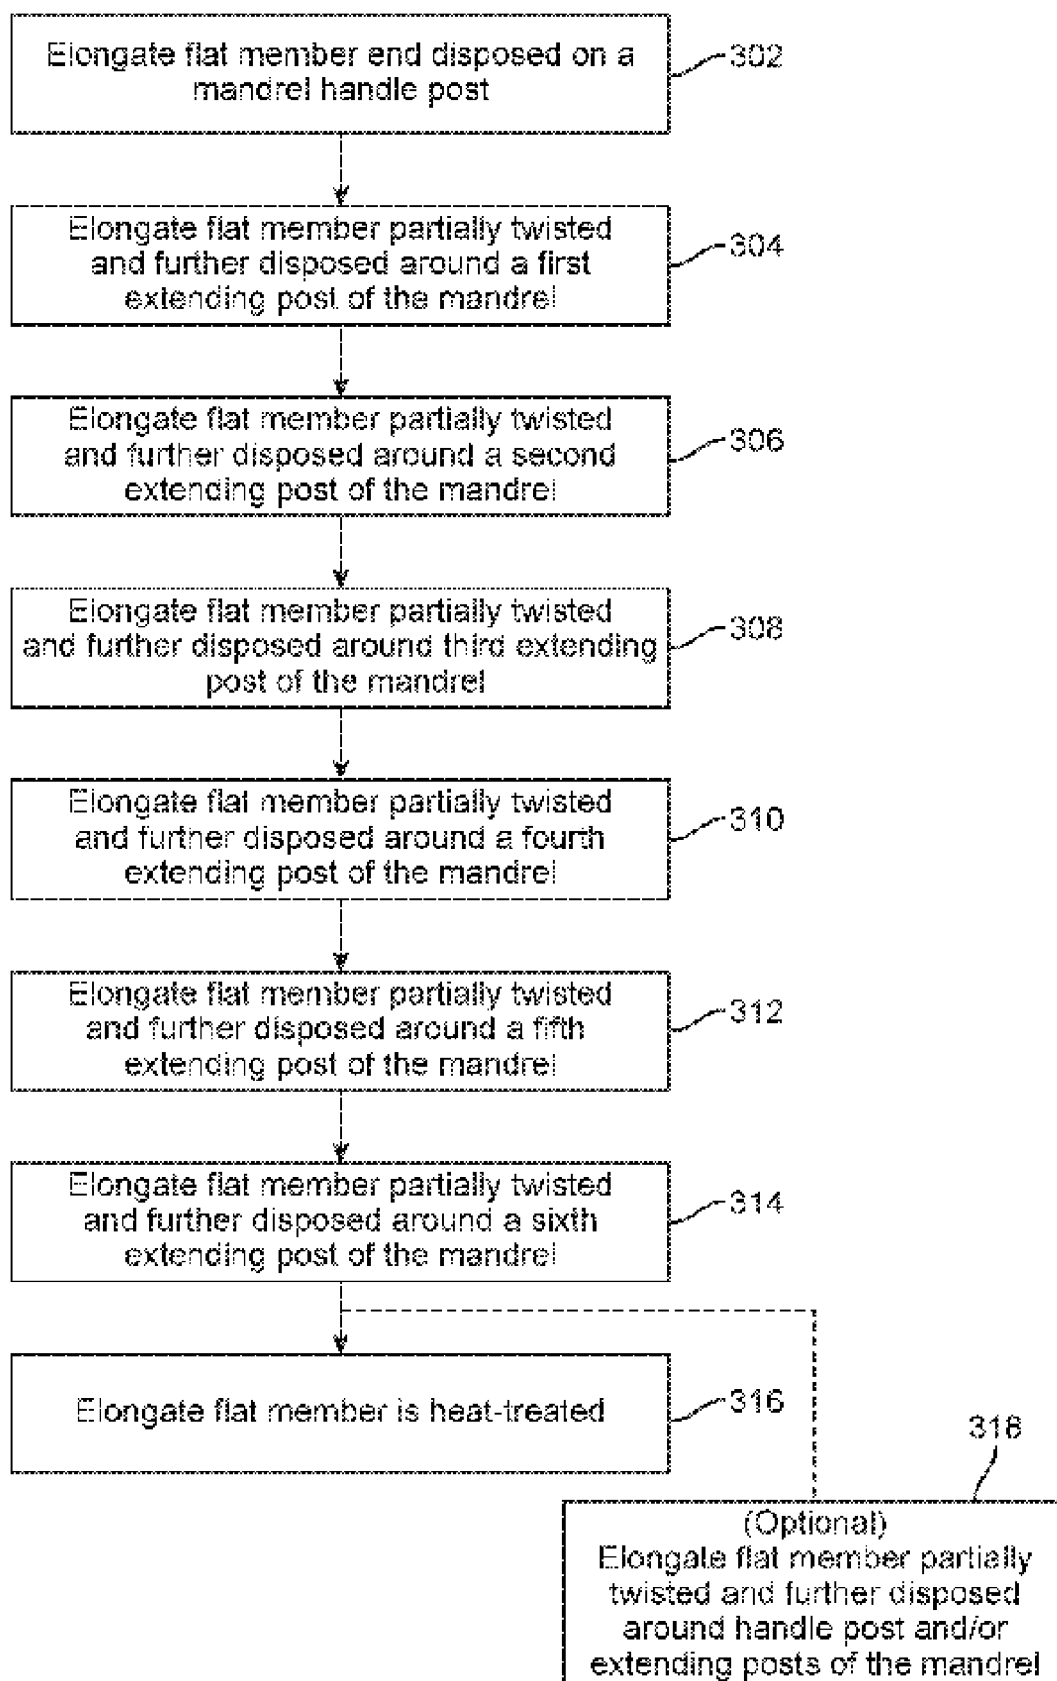 Elongate flat member end disposed on a
mandrel handle post
302
Elongate flat member partially twisted
and further disposed around a first
extending post of the mandrel
304
Elongate flat member partially twisted
and further disposed around a second
extending post of the mandrel
306
Elongate flat member partially twisted
and further disposed around third extending
post of the mandrel
308
Elongate flat member partially twisted
and further disposed around a fourth
extending post of the mandrel
310
Elongate flat member partially twisted
and further disposed around a fifth
extending post of the mandrel
312
Elongate flat member partially twisted
and further disposed around a sixth
extending post of the mandrel
314
Elongate flat member is heat-treated
316
318
(Optional)
Elongate flat member partially
twisted and further disposed
around handle post and/or
extending posts of the mandrel